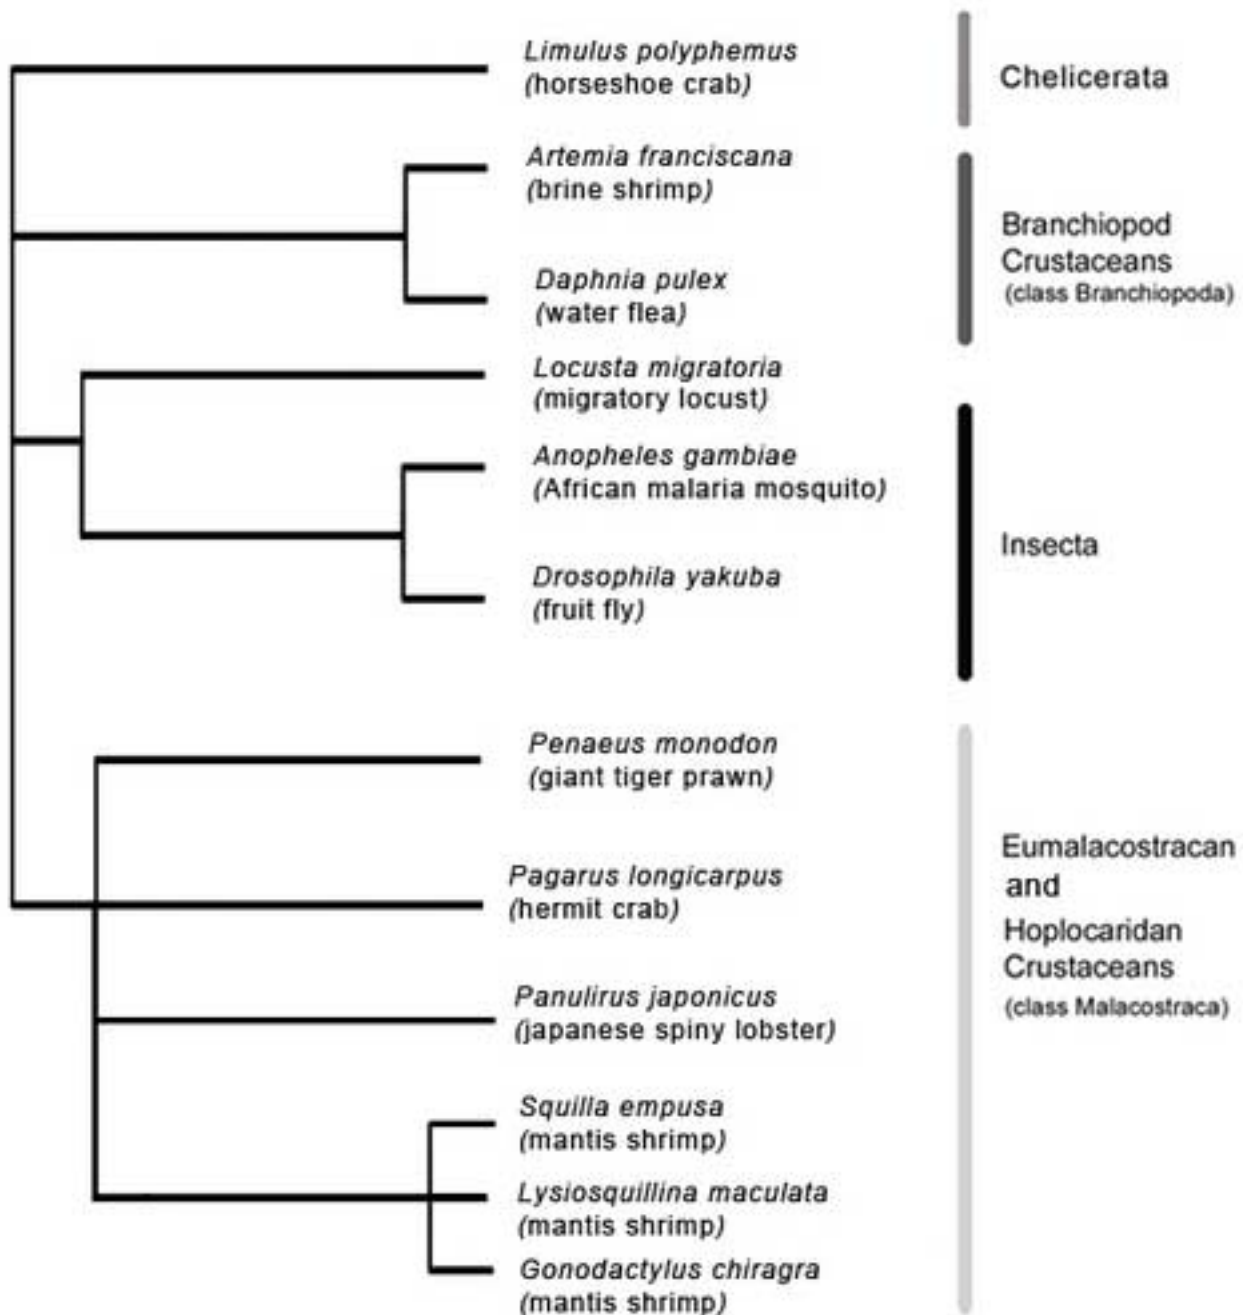 Limulus polyphemus
(horseshoe crab)
Chelicerata
Artemia franciscana
(brine shrimp)
Daphnia pulex
(water flea)
Branchiopod
Crustaceans
(class Branchiopoda)
Locusta migratoria
(migratory locust)
Anopheles gambiae
(African malaria mosquito)
Drosophila yakuba
(fruit fly)
Insecta
Penaeus monodon
(giant tiger prawn)
Pagarus longicarpus
(hermit crab)
Panulirus japonicus
(japanese spiny lobster)
Squilla empusa
(mantis shrimp)
Lysiosquillina maculata
(mantis shrimp)
Gonodactylus chiragra
(mantis shrimp)
Eumalacostracan
and
Hoplocaridan
Crustaceans
(class Malacostraca)